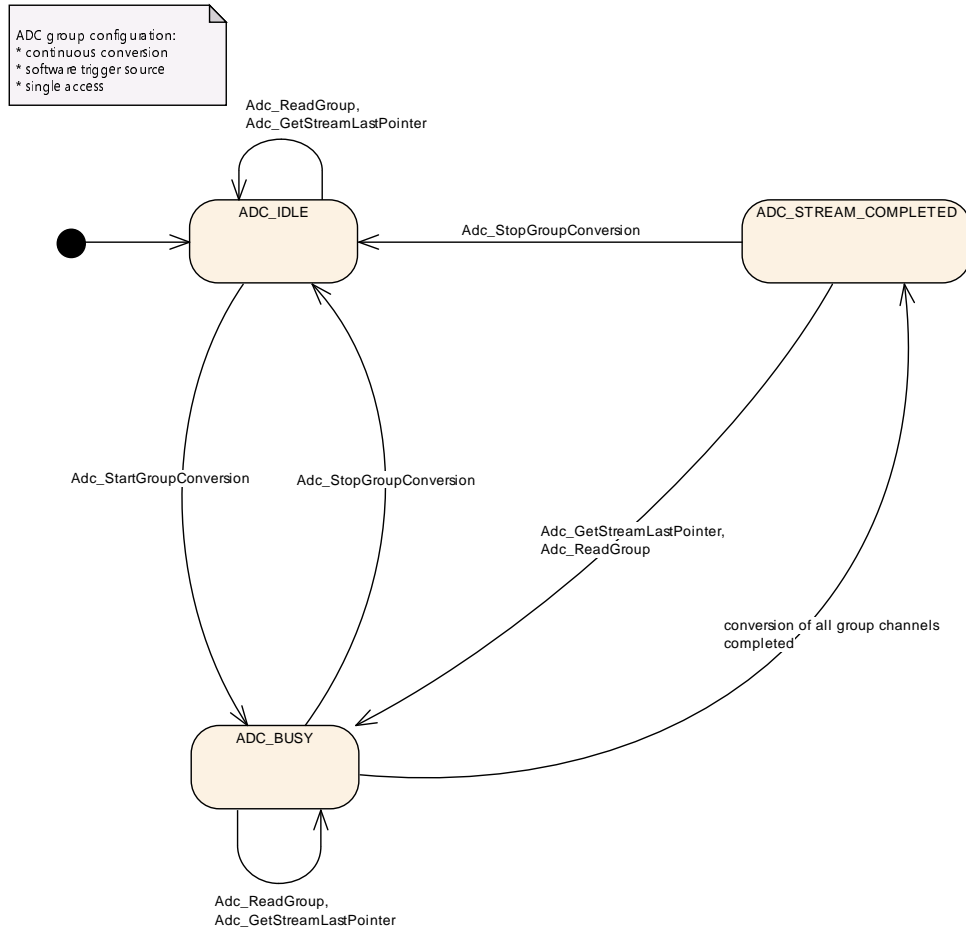 ADC group configuration:
* continuous conversion
* software trigger source
* single access
Adc_ReadGroup,
Adc_GetStreamLastPointer
ADC_IDLE
ADC_STREAM_COMPLETED
Adc_StopGroupConversion
Adc_StartGroupConversion
Adc_StopGroupConversion
Adc_GetStreamLastPointer,
Adc_ReadGroup
conversion of all group channels
completed
ADC_BUSY
Adc_ReadGroup,
Adc_GetStreamLastPointer